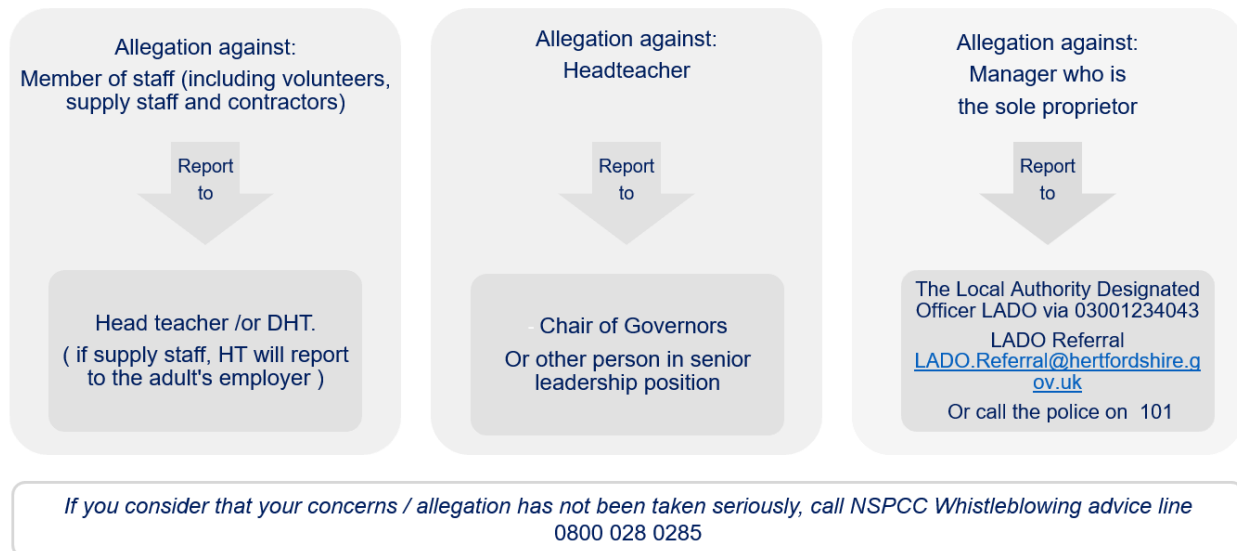 Allegation against:
Member of staff (including volunteers,
supply staff and contractors)
Report
to
Head teacher /or DHT.
( if supply staff, HT will report
to the adult's employer )
Allegation against:
Headteacher
Report
to
- Chair of Governors
Or other person in senior
leadership position
Allegation against:
Manager who is
the sole proprietor
Report
to
The Local Authority Designated
Officer LADO via 03001234043
LADO Referral
LADO.Referral@hertfordshire.g
ov.uk
Or call the police on  101
If you consider that your concerns / allegation has not been taken seriously, call NSPCC Whistleblowing advice line
0800 028 0285